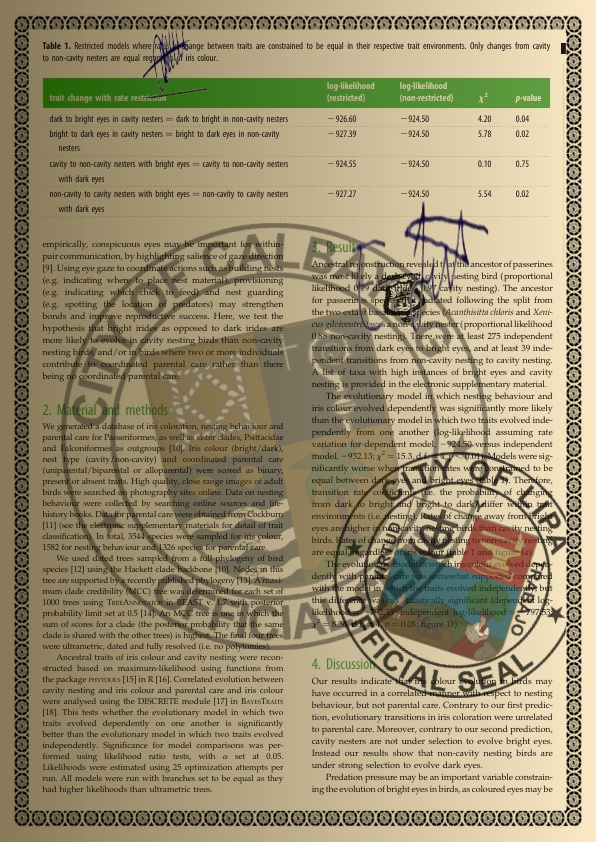 Table 1. Restricted models where change between traits are constrained to be equal in their respective trait environments. Only changes from cavity
to non-cavity nesters are equal of iris colour.
trait change with rate restriction
log-likelihood (restricted)
log-likelihood (non-restricted)
χ² p-value
dark to bright eyes in cavity nesters = dark to bright in non-cavity nesters −926.60 −924.50 4.20 0.04
bright to dark eyes in cavity nesters = bright to dark eyes in non-cavity −927.39 −924.50 5.78 0.02
nesters
cavity to non-cavity nesters with bright eyes = cavity to non-cavity nesters −924.55 −924.50 0.10 0.75
with dark eyes
non-cavity to cavity nesters with bright eyes = non-cavity to cavity nesters −927.27 −924.50 5.54 0.02
with dark eyes
empirically, conspicuous eyes may be important for within-
pair communication, by highlighting salience of gaze direction
[9]. Using eye gaze to coordinate actions such as building nests
(e.g. indicating where to place nest material), provisioning
(e.g. indicating which chick to feed) and nest guarding
(e.g. spotting the location of predators) may strengthen
bonds and improve reproductive success. Here, we test the
hypothesis that bright irides as opposed to dark irides are
more likely to evolve in cavity nesting birds than non-cavity
nesting birds and/or in birds where two or more individuals
contribute to coordinated parental care rather than there
being no coordinated parental care.
2. Material and methods
We generated a database of iris coloration, nesting behaviour and
parental care for Passeriformes, as well as sister clades, Psittacidae
and Falconiformes as outgroups [10]. Iris colour (bright/dark),
nest type (cavity/non-cavity) and coordinated parental care
(uniparental/biparental or alloparental) were scored as binary,
present or absent traits. High quality, close range images of adult
birds were searched on photography sites online. Data on nesting
behaviour were collected by searching online sources and life-
history books. Data for parental care were obtained from Cockburn
[11] (see the electronic supplementary materials for detail of trait
classification). In total, 3544 species were sampled for iris colour,
1582 for nesting behaviour and 1026 species for parental care.
We used dated trees sampled from a full phylogeny of bird
species [12] using the Hackett clade backbone [10]. Nodes in this
tree are supported by a recently published phylogeny [13]. A maxi-
mum clade credibility (MCC) tree was determined for each set of
1000 trees using TreeAnnotator in BEAST v. 1.7 with posterior
probability limit set at 0.5 [14]. An MCC tree is one in which the
sum of scores for a clade (the posterior probability that the same
clade is shared with the other trees) is highest. The final four trees
were ultrametric, dated and fully resolved (i.e. no polytomies).
Ancestral traits of iris colour and cavity nesting were recon-
structed based on maximum-likelihood using functions from
the package phytools [15] in R [16]. Correlated evolution between
cavity nesting and iris colour and parental care and iris colour
were analysed using the DISCRETE module [17] in BayesTraits
[18]. This tests whether the evolutionary model in which two
traits evolved dependently on one another is significantly
better than the evolutionary model in which two traits evolved
independently. Significance for model comparisons was per-
formed using likelihood ratio tests, with α set at 0.05.
Likelihoods were estimated using 25 optimization attempts per
run. All models were run with branches set to be equal as they
had higher likelihoods than ultrametric trees.
3. Results
Ancestral reconstruction revealed that the ancestor of passerines
was most likely a cavity nesting bird (proportional
likelihood cavity nesting). The ancestor
for passerine following the split from
the two extra Acanthisitta chloris and Xeni-
cus gilviventris was a non-cavity nester (proportional likelihood
0.88 non-cavity nesting). There were at least 275 independent
transitions from dark eyes to bright eyes, and at least 39 inde-
pendent transitions from non-cavity nesting to cavity nesting.
A list of taxa with high instances of bright eyes and cavity
nesting is provided in the electronic supplementary material.
The evolutionary model in which nesting behaviour and
iris colour evolved dependently was significantly more likely
than the evolutionary model in which two traits evolved inde-
pendently from one another (log-likelihood assuming rate
variation for dependent model, −924.50 versus independent
model, −932.13; χ² = 15.3, d.f. = 4, p < 0.01). Models were sig-
nificantly worse when transition rates were constrained to be
equal between dark eyes and bright eyes (table 1). Therefore,
transition rate coefficients (i.e. the probability of changing
from dark to bright and bright to dark) differ within trait
environments (i.e. nesting). Rates of change away from bright
eyes are higher in non-cavity nesting birds than cavity nesting
birds. Rates of change from cavity nesting to non-cavity nesting
are equal regardless of iris colour (table 1 and figure
The evolutionary model in which iris colour evolved depen-
dently with parental care was somewhat supported compared
with the model in which the traits evolved independently, but
this difference was not statistically significant (dependent log-
likelihood = independent log-likelihood =
χ² = 8.36, d.f. = 4, p = 0.08; figure
4. Discussion
Our results indicate that iris colour evolution in birds may
have occurred in a correlated manner with respect to nesting
behaviour, but not parental care. Contrary to our first predic-
tion, evolutionary transitions in iris coloration were unrelated
to parental care. Moreover, contrary to our second prediction,
cavity nesters are not under selection to evolve bright eyes.
Instead our results show that non-cavity nesting birds are
under strong selection to evolve dark eyes.
Predation pressure may be an important variable constrain-
ing the evolution of bright eyes in birds, as coloured eyes may be
CITY OF
OFFICIAL SEAL